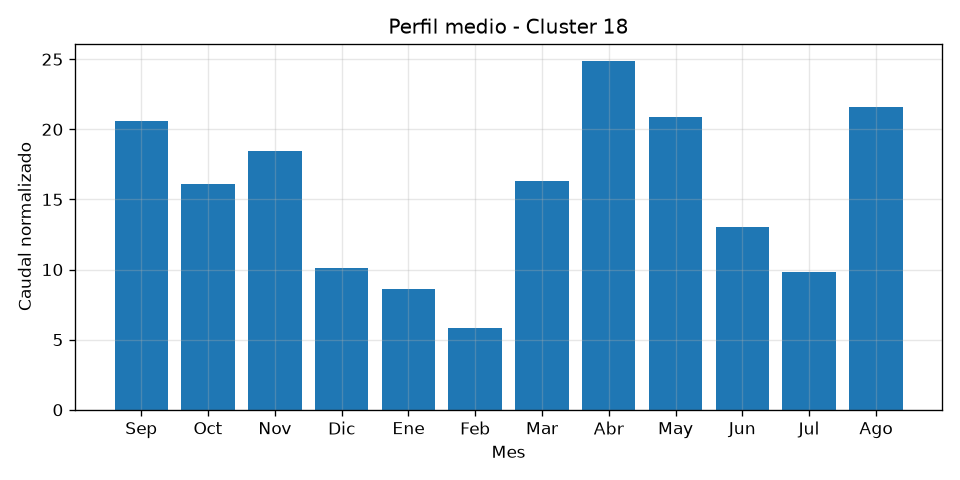 Perfil medio - Cluster 18
Caudal normalizado
25
20
15
10
5
0
Sep Oct Nov Dic Ene Feb Mar Abr May Jun Jul Ago
Mes